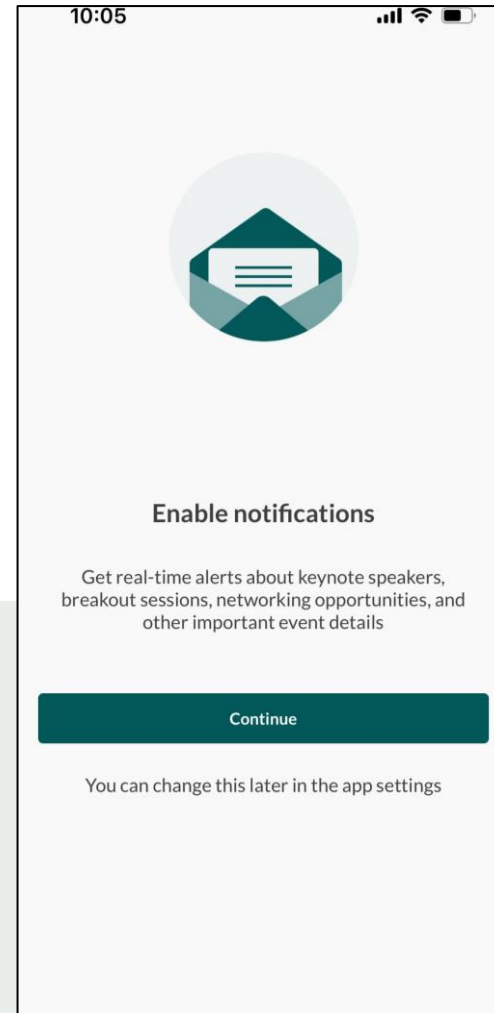 10:05
Enable notifications
Get real-time alerts about keynote speakers,
breakout sessions, networking opportunities, and
other important event details
Continue
You can change this later in the app settings